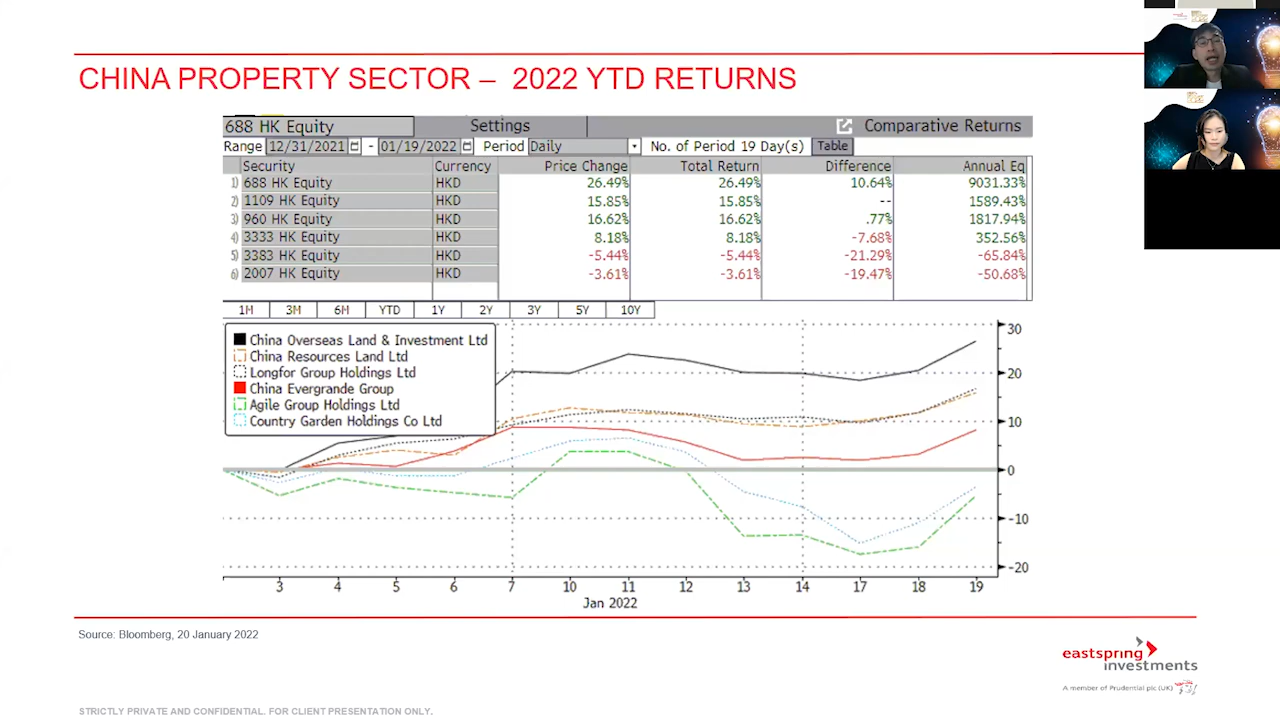 CHINA PROPERTY SECTOR – 2022 YTD RETURNS
688 HK Equity Settings Comparative Returns
Range 12/31/2021 - 01/19/2022 Period Daily No. of Period 19 Day(s) Table
Security Currency Price Change Total Return Difference Annual Eq
1) 688 HK Equity HKD 26.49% 26.49% 10.64% 9031.33%
2) 1109 HK Equity HKD 15.85% 15.85% -- 1589.43%
3) 960 HK Equity HKD 16.62% 16.62% .77% 1817.94%
4) 3333 HK Equity HKD 8.18% 8.18% -7.68% 352.56%
5) 3383 HK Equity HKD -5.44% -5.44% -21.29% -65.84%
6) 2007 HK Equity HKD -3.61% -3.61% -19.47% -50.68%
1M 3M 6M YTD 1Y 2Y 3Y 5Y 10Y
China Overseas Land & Investment Ltd
China Resources Land Ltd
Longfor Group Holdings Ltd
China Evergrande Group
Agile Group Holdings Ltd
Country Garden Holdings Co Ltd
30
20
10
0
-10
-20
3 4 5 6 7 10 11 12 13 14 17 18 19
Jan 2022
Source: Bloomberg, 20 January 2022
eastspring
investments
A member of Prudential plc (UK)
STRICTLY PRIVATE AND CONFIDENTIAL. FOR CLIENT PRESENTATION ONLY.